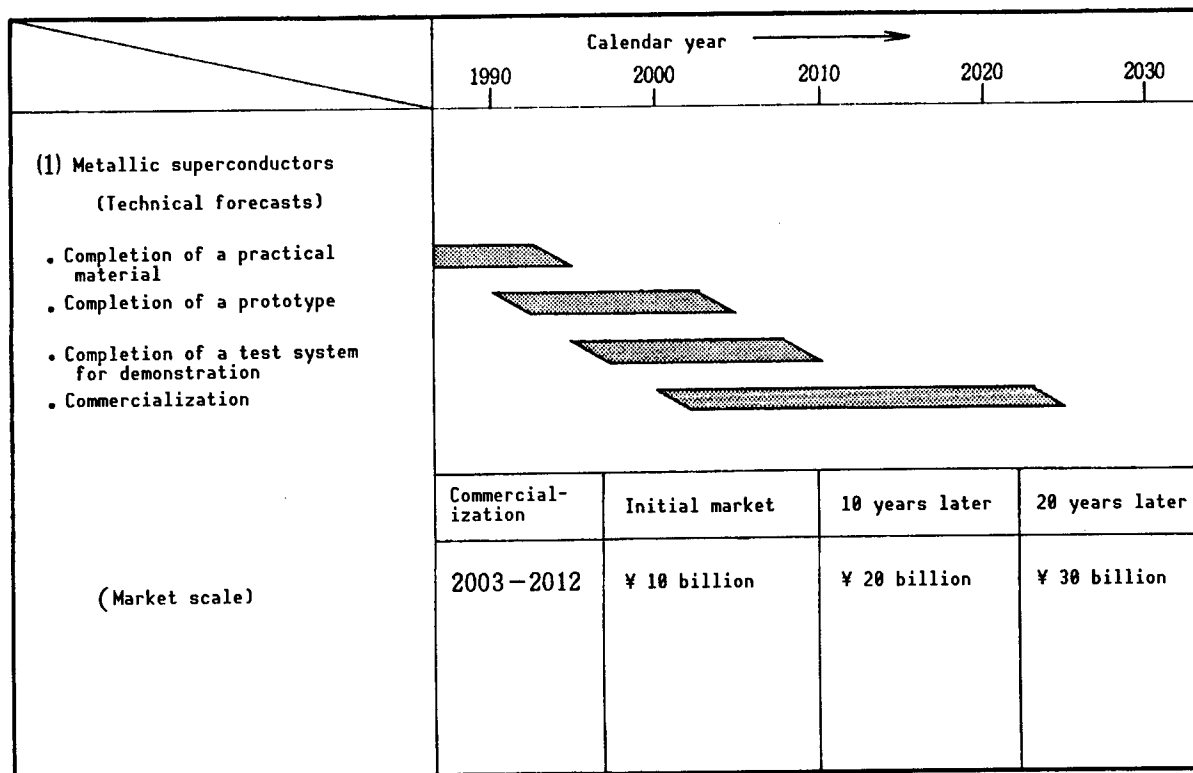 Calendar year
1990 2000 2010 2020 2030
(1) Metallic superconductors
(Technical forecasts)
• Completion of a practical
material
• Completion of a prototype
• Completion of a test system
for demonstration
• Commercialization
Commercial-
ization
Initial market
10 years later
20 years later
(Market scale)
2003－2012
¥ 10 billion
¥ 20 billion
¥ 30 billion